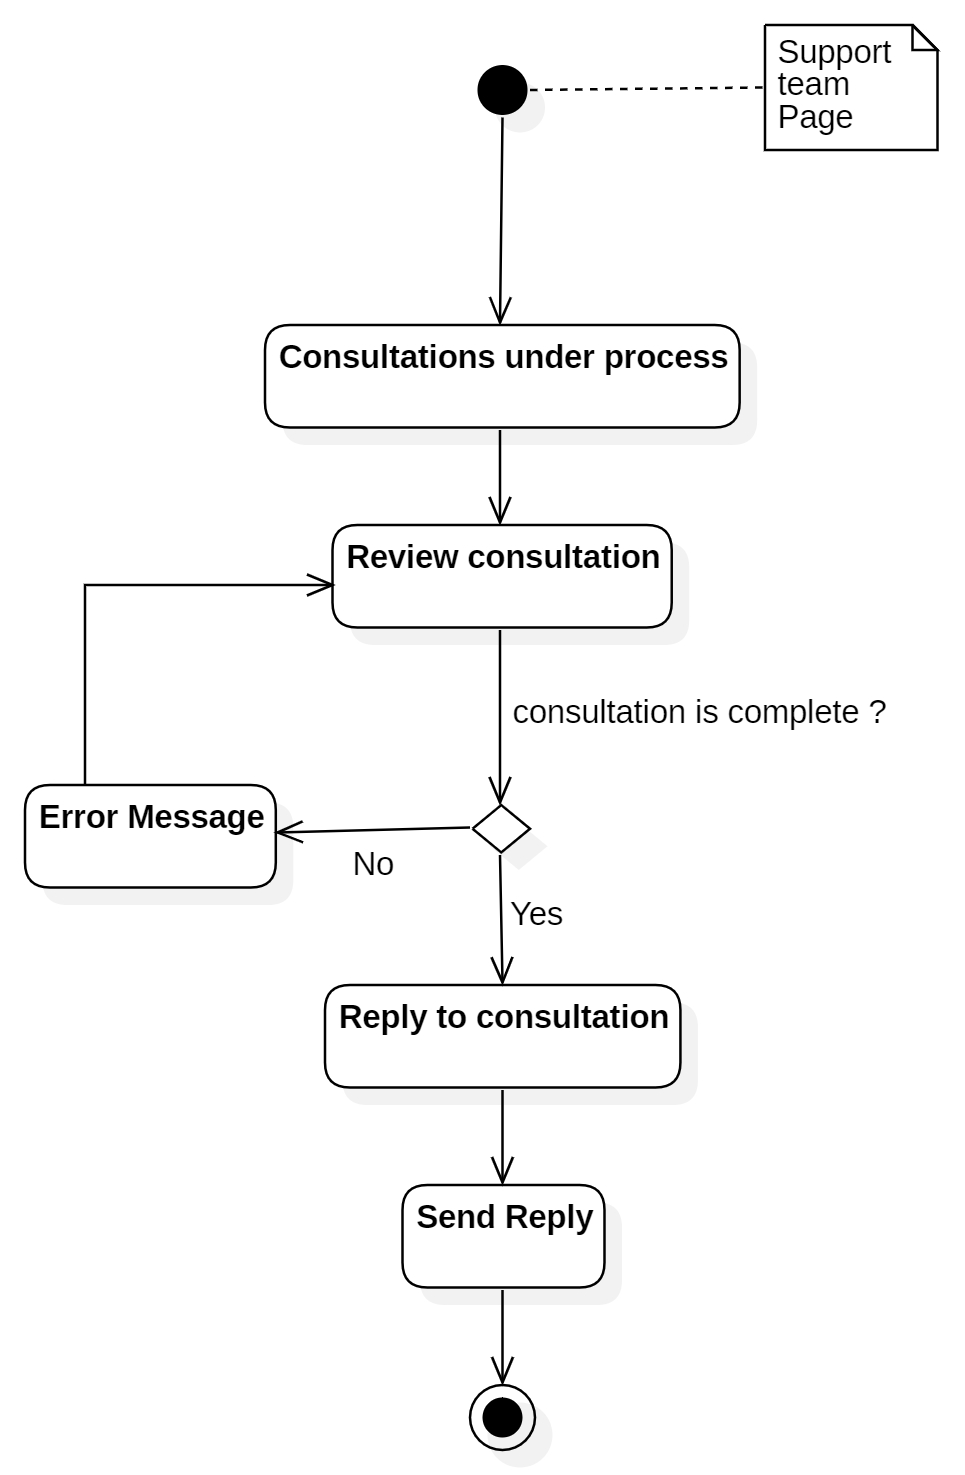 Support
team
Page
Consultations under process
Review consultation
consultation is complete ?
Error Message
No
Yes
Reply to consultation
Send Reply